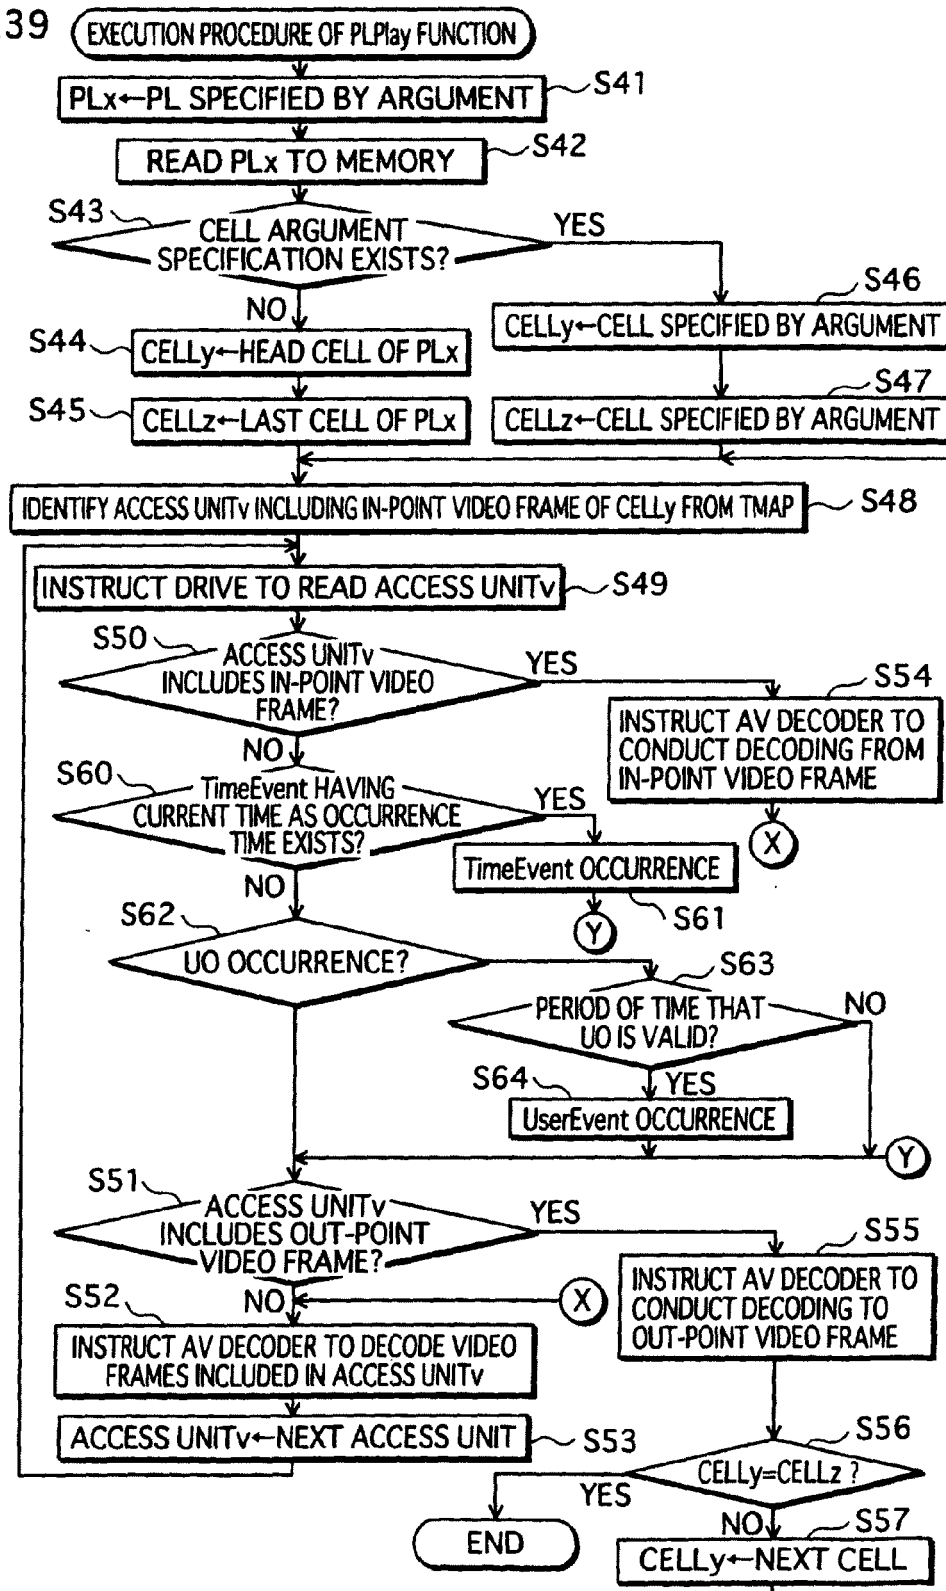 39
EXECUTION PROCEDURE OF PLPlay FUNCTION
PLx←PL SPECIFIED BY ARGUMENT
S41
READ PLx TO MEMORY
S42
S43
CELL ARGUMENT
SPECIFICATION EXISTS?
YES
NO
S44
CELLy←HEAD CELL OF PLx
S45
CELLz←LAST CELL OF PLx
S46
CELLy←CELL SPECIFIED BY ARGUMENT
S47
CELLz←CELL SPECIFIED BY ARGUMENT
IDENTIFY ACCESS UNITv INCLUDING IN-POINT VIDEO FRAME OF CELLy FROM TMAP
S48
INSTRUCT DRIVE TO READ ACCESS UNITv
S49
S50
ACCESS UNITv
INCLUDES IN-POINT VIDEO
FRAME?
YES
NO
S54
INSTRUCT AV DECODER TO
CONDUCT DECODING FROM
IN-POINT VIDEO FRAME
X
S60
TimeEvent HAVING
CURRENT TIME AS OCCURRENCE
TIME EXISTS?
YES
NO
TimeEvent OCCURRENCE
S61
Y
S62
UO OCCURRENCE?
S63
PERIOD OF TIME THAT
UO IS VALID?
NO
YES
S64
UserEvent OCCURRENCE
Y
S51
ACCESS UNITv
INCLUDES OUT-POINT
VIDEO FRAME?
YES
NO
X
S52
INSTRUCT AV DECODER TO DECODE VIDEO
FRAMES INCLUDED IN ACCESS UNITv
ACCESS UNITv←NEXT ACCESS UNIT
S53
S55
INSTRUCT AV DECODER TO
CONDUCT DECODING TO
OUT-POINT VIDEO FRAME
S56
CELLy=CELLz ?
YES
END
NO
S57
CELLy←NEXT CELL